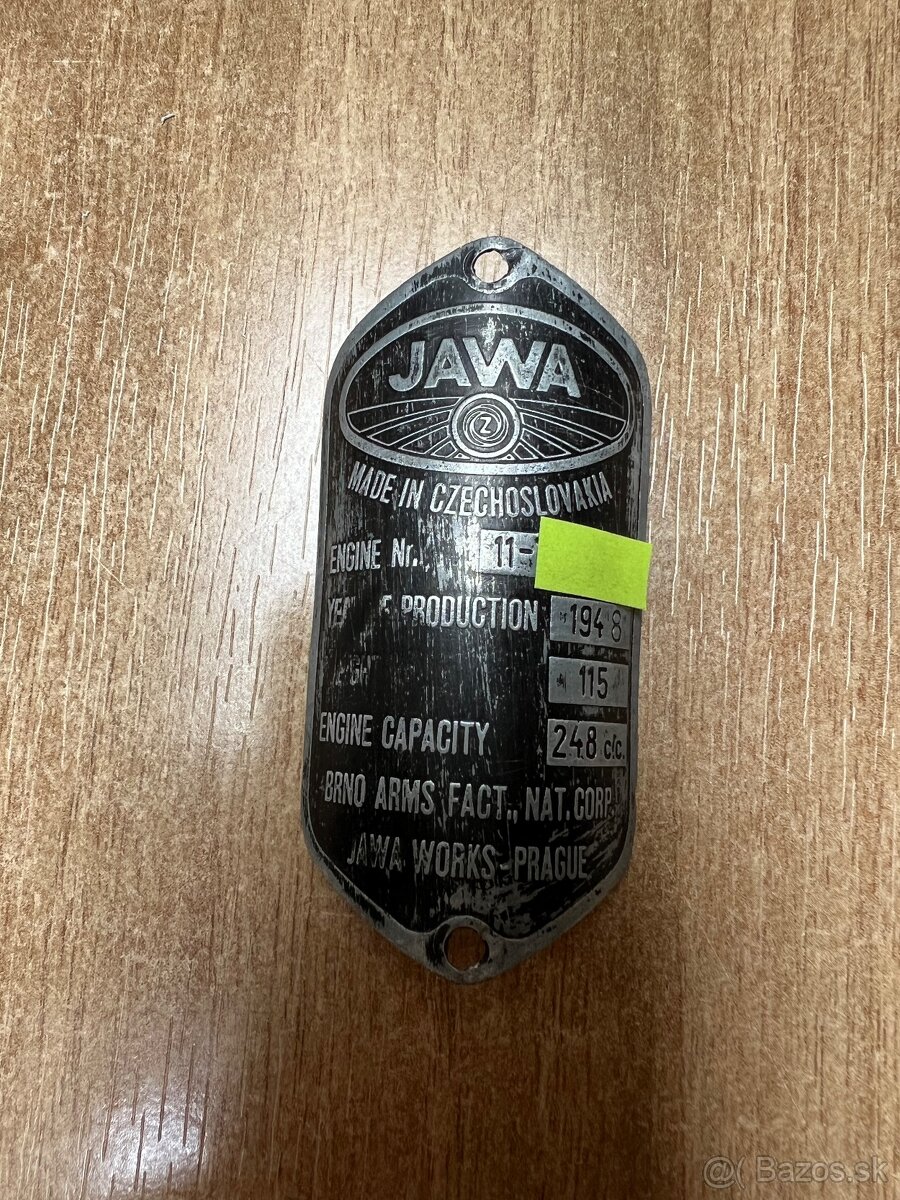 JAWA
Z
MADE IN CZECHOSLOVAKIA
ENGINE Nr. 11-
PRODUCTION 1948
115
ENGINE CAPACITY 248 c.c.
BRNO ARMS FACT., NAT. CORP.
JAWA WORKS - PRAGUE
@( Bazos.sk